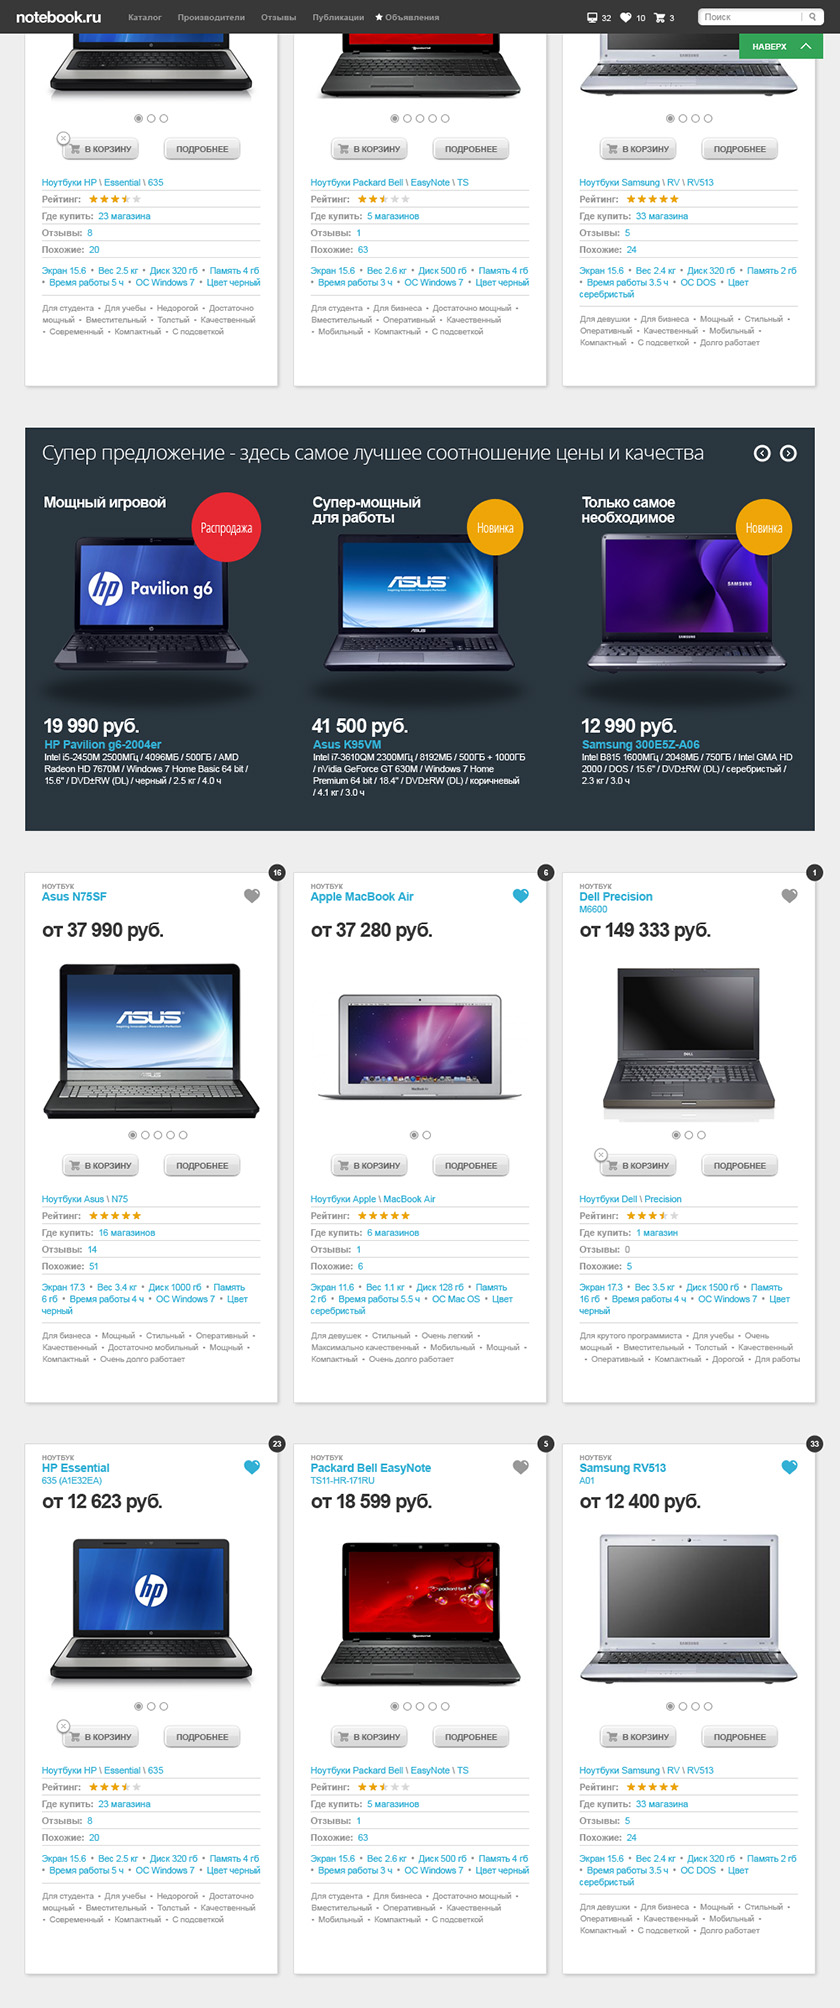 notebook.ru Каталог Производители Отзывы Публикации Объявления 32 10 3 Поиск
НАВЕРХ
В КОРЗИНУ ПОДРОБНЕЕ
Ноутбуки HP \ Essential \ 635
Рейтинг:
Где купить: 23 магазина
Отзывы: 8
Похожие: 20
Экран 15.6 • Вес 2.5 кг • Диск 320 гб • Память 4 гб
• Время работы 5 ч • ОС Windows 7 • Цвет черный
Для студента • Для учебы • Недорогой • Достаточно
мощный • Вместительный • Толстый • Качественный
• Современный • Компактный • С подсветкой
В КОРЗИНУ ПОДРОБНЕЕ
Ноутбуки Packard Bell \ EasyNote \ TS
Рейтинг:
Где купить: 5 магазинов
Отзывы: 1
Похожие: 63
Экран 15.6 • Вес 2.6 кг • Диск 500 гб • Память 4 гб
• Время работы 3 ч • ОС Windows 7 • Цвет черный
Для студента • Для бизнеса • Достаточно мощный •
Вместительный • Оперативный • Качественный
• Мобильный • Компактный • С подсветкой
В КОРЗИНУ ПОДРОБНЕЕ
Ноутбуки Samsung \ RV \ RV513
Рейтинг:
Где купить: 33 магазина
Отзывы: 5
Похожие: 24
Экран 15.6 • Вес 2.4 кг • Диск 320 гб • Память 2 гб
• Время работы 3.5 ч • ОС DOS • Цвет
серебристый
Для девушки • Для бизнеса • Мощный • Стильный •
Оперативный • Качественный • Мобильный •
Компактный • С подсветкой • Долго работает
Супер предложение - здесь самое лучшее соотношение цены и качества
Мощный игровой
Распродажа
hp Pavilion g6
19 990 руб.
HP Pavilion g6-2004er
Intel i5-2450M 2500МГц / 4096МБ / 500ГБ / AMD
Radeon HD 7670M / Windows 7 Home Basic 64 bit /
15.6" / DVD±RW (DL) / черный / 2.5 кг / 4.0 ч
Супер-мощный
для работы
Новинка
ASUS
Inspiring Innovation • Persistent Perfection
ASUS
41 500 руб.
Asus K95VM
Intel i7-3610QM 2300МГц / 8192МБ / 500ГБ + 1000ГБ
/ nVidia GeForce GT 630M / Windows 7 Home
Premium 64 bit / 18.4" / DVD±RW (DL) / коричневый
/ 4.1 кг / 3.0 ч
Только самое
необходимое
Новинка
SAMSUNG
SAMSUNG
12 990 руб.
Samsung 300E5Z-A06
Intel B815 1600МГц / 2048МБ / 750ГБ / Intel GMA HD
2000 / DOS / 15.6" / DVD±RW (DL) / серебристый /
2.3 кг / 3.0 ч
16
НОУТБУК
Asus N75SF
от 37 990 руб.
ASUS
Inspiring Innovation • Persistent Perfection
ASUS
В КОРЗИНУ ПОДРОБНЕЕ
Ноутбуки Asus \ N75
Рейтинг:
Где купить: 16 магазинов
Отзывы: 14
Похожие: 51
Экран 17.3 • Вес 3.4 кг • Диск 1000 гб • Память
6 гб • Время работы 4 ч • ОС Windows 7 • Цвет
черный
Для бизнеса • Мощный • Стильный • Оперативный •
Качественный • Достаточно мобильный • Мощный •
Компактный • Очень долго работает
6
НОУТБУК
Apple MacBook Air
от 37 280 руб.
MacBook Air
В КОРЗИНУ ПОДРОБНЕЕ
Ноутбуки Apple \ MacBook Air
Рейтинг:
Где купить: 6 магазинов
Отзывы: 1
Похожие: 6
Экран 11.6 • Вес 1.1 кг • Диск 128 гб • Память
2 гб • Время работы 5.5 ч • ОС Mac OS • Цвет
серебристый
Для девушек • Стильный • Очень легкий •
Максимально качественный • Мобильный • Мощный •
Компактный • Очень долго работает
1
НОУТБУК
Dell Precision
M6600
от 149 333 руб.
DELL
В КОРЗИНУ ПОДРОБНЕЕ
Ноутбуки Dell \ Precision
Рейтинг:
Где купить: 1 магазин
Отзывы: 0
Похожие: 5
Экран 17.3 • Вес 3.5 кг • Диск 1500 гб • Память
16 гб • Время работы 4 ч • ОС Windows 7 • Цвет
черный
Для крутого программиста • Для учебы • Очень
мощный • Вместительный • Толстый • Качественный
• Оперативный • Компактный • Дорогой • Для работы
23
НОУТБУК
HP Essential
635 (A1E32EA)
от 12 623 руб.
hp
В КОРЗИНУ ПОДРОБНЕЕ
Ноутбуки HP \ Essential \ 635
Рейтинг:
Где купить: 23 магазина
Отзывы: 8
Похожие: 20
Экран 15.6 • Вес 2.5 кг • Диск 320 гб • Память 4 гб
• Время работы 5 ч • ОС Windows 7 • Цвет черный
Для студента • Для учебы • Недорогой • Достаточно
мощный • Вместительный • Толстый • Качественный
• Современный • Компактный • С подсветкой
5
НОУТБУК
Packard Bell EasyNote
TS11-HR-171RU
от 18 599 руб.
packard bell
В КОРЗИНУ ПОДРОБНЕЕ
Ноутбуки Packard Bell \ EasyNote \ TS
Рейтинг:
Где купить: 5 магазинов
Отзывы: 1
Похожие: 63
Экран 15.6 • Вес 2.6 кг • Диск 500 гб • Память 4 гб
• Время работы 3 ч • ОС Windows 7 • Цвет черный
Для студента • Для бизнеса • Достаточно мощный •
Вместительный • Оперативный • Качественный
• Мобильный • Компактный • С подсветкой
33
НОУТБУК
Samsung RV513
A01
от 12 400 руб.
SAMSUNG
В КОРЗИНУ ПОДРОБНЕЕ
Ноутбуки Samsung \ RV \ RV513
Рейтинг:
Где купить: 33 магазина
Отзывы: 5
Похожие: 24
Экран 15.6 • Вес 2.4 кг • Диск 320 гб • Память 2 гб
• Время работы 3.5 ч • ОС DOS • Цвет
серебристый
Для девушки • Для бизнеса • Мощный • Стильный •
Оперативный • Качественный • Мобильный •
Компактный • С подсветкой • Долго работает